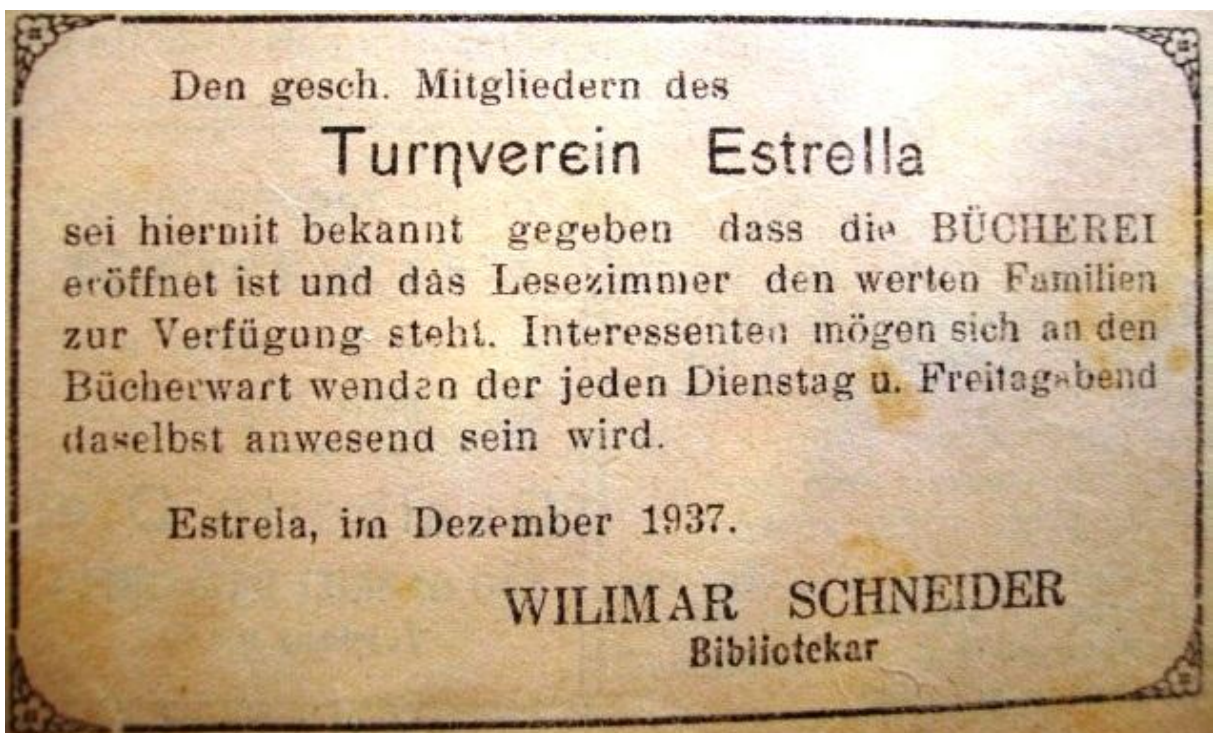 Den gesch. Mitgliedern des
Turnverein Estrella
sei hiermit bekannt gegeben dass die BÜCHEREI
eröffnet ist und das Lesezimmer den werten Familien
zur Verfügung steht. Interessenten mögen sich an den
Bücherwart wenden der jeden Dienstag u. Freitagabend
daselbst anwesend sein wird.
Estrela, im Dezember 1937.
WILIMAR SCHNEIDER
Bibliotekar